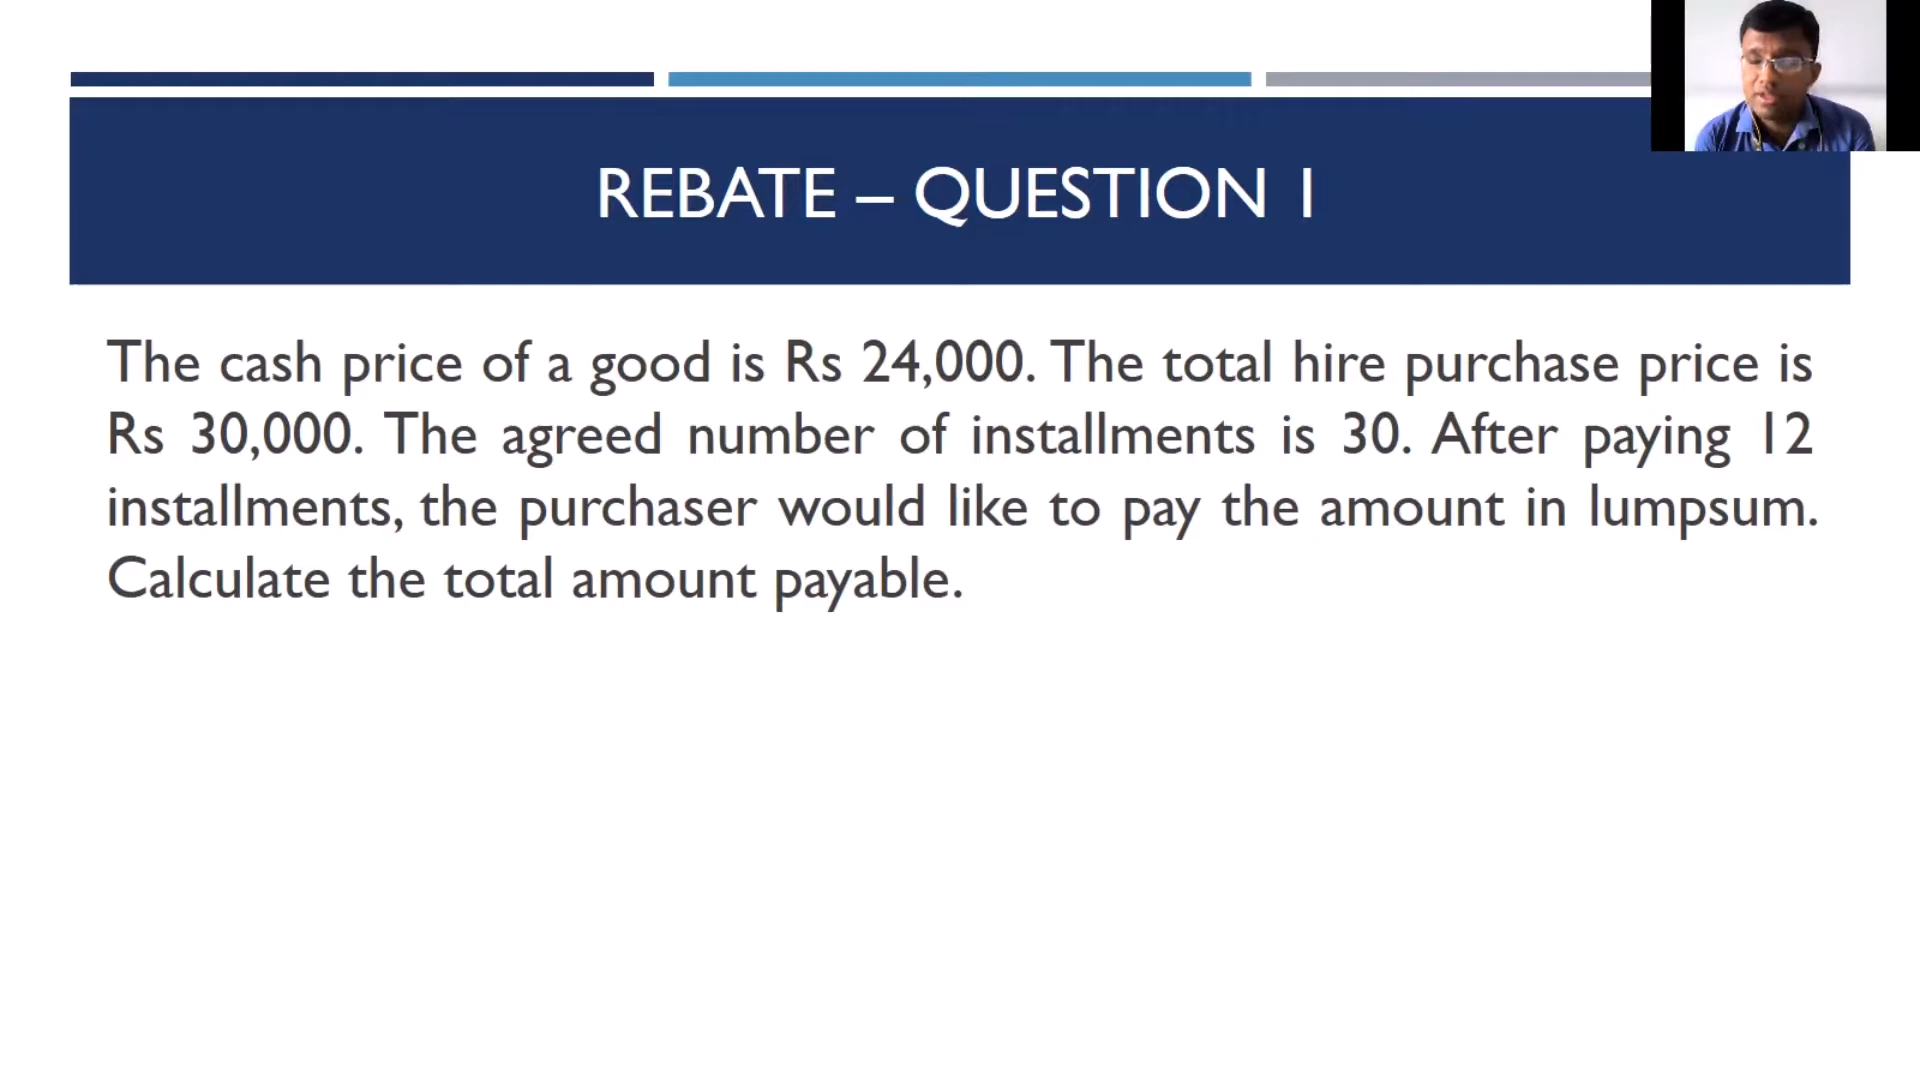 REBATE – QUESTION 1
The cash price of a good is Rs 24,000. The total hire purchase price is
Rs 30,000. The agreed number of installments is 30. After paying 12
installments, the purchaser would like to pay the amount in lumpsum.
Calculate the total amount payable.